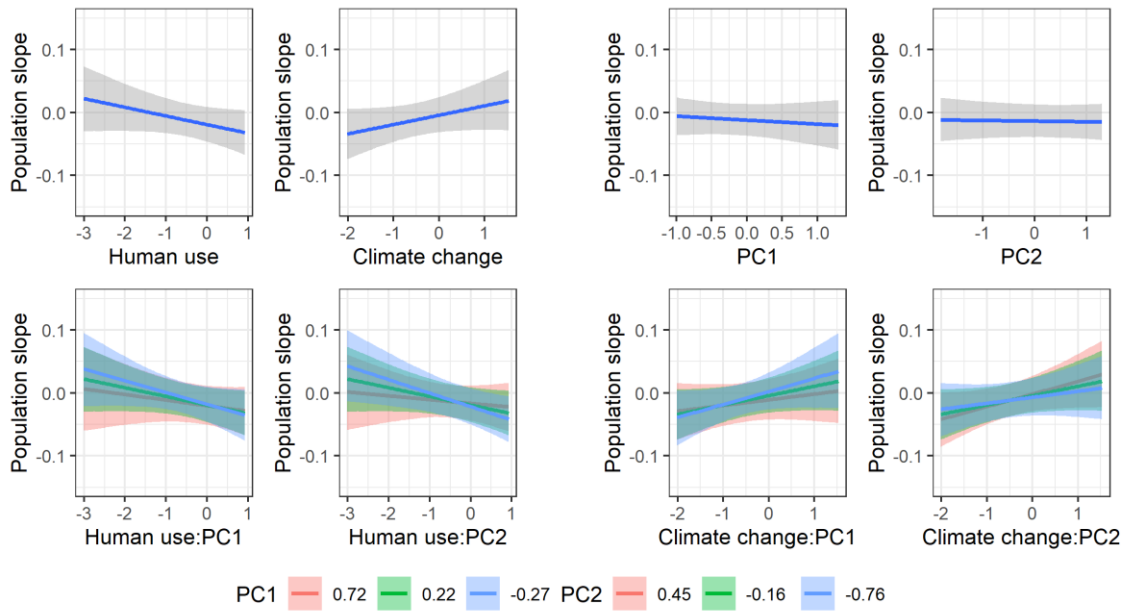 Population slope
0.1
0.0
-0.1
-3 -2 -1 0 1
Human use
Population slope
0.1
0.0
-0.1
-2 -1 0 1
Climate change
Population slope
0.1
0.0
-0.1
-1.0 -0.5 0.0 0.5 1.0
PC1
Population slope
0.1
0.0
-0.1
-1 0 1
PC2
Population slope
0.1
0.0
-0.1
-3 -2 -1 0 1
Human use:PC1
Population slope
0.1
0.0
-0.1
-3 -2 -1 0 1
Human use:PC2
Population slope
0.1
0.0
-0.1
-2 -1 0 1
Climate change:PC1
Population slope
0.1
0.0
-0.1
-2 -1 0 1
Climate change:PC2
PC1 0.72 0.22 -0.27 PC2 0.45 -0.16 -0.76